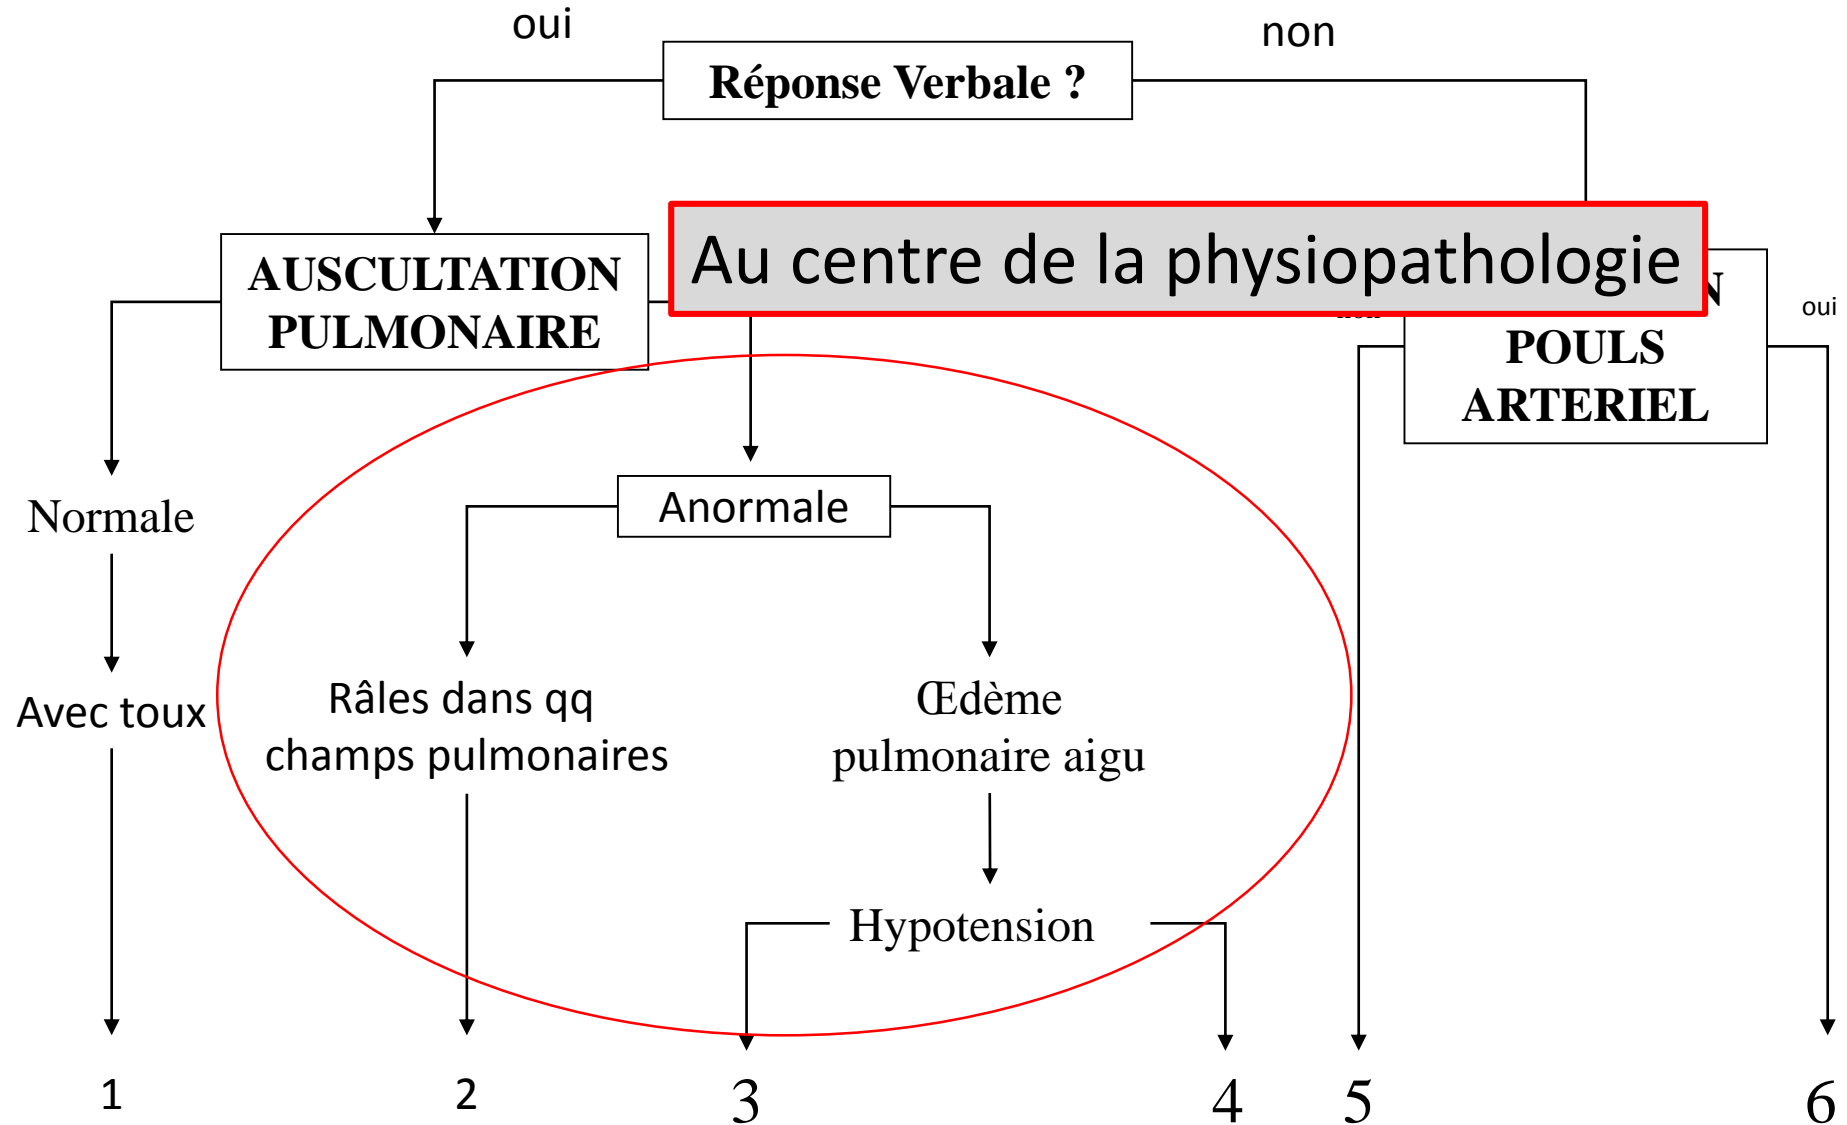 oui
non
Réponse Verbale ?
Au centre de la physiopathologie
AUSCULTATION
PULMONAIRE
oui
POULS
ARTERIEL
Anormale
Normale
Avec toux
Râles dans qq
champs pulmonaires
Œdème
pulmonaire aigu
Hypotension
1
2
3
4
5
6